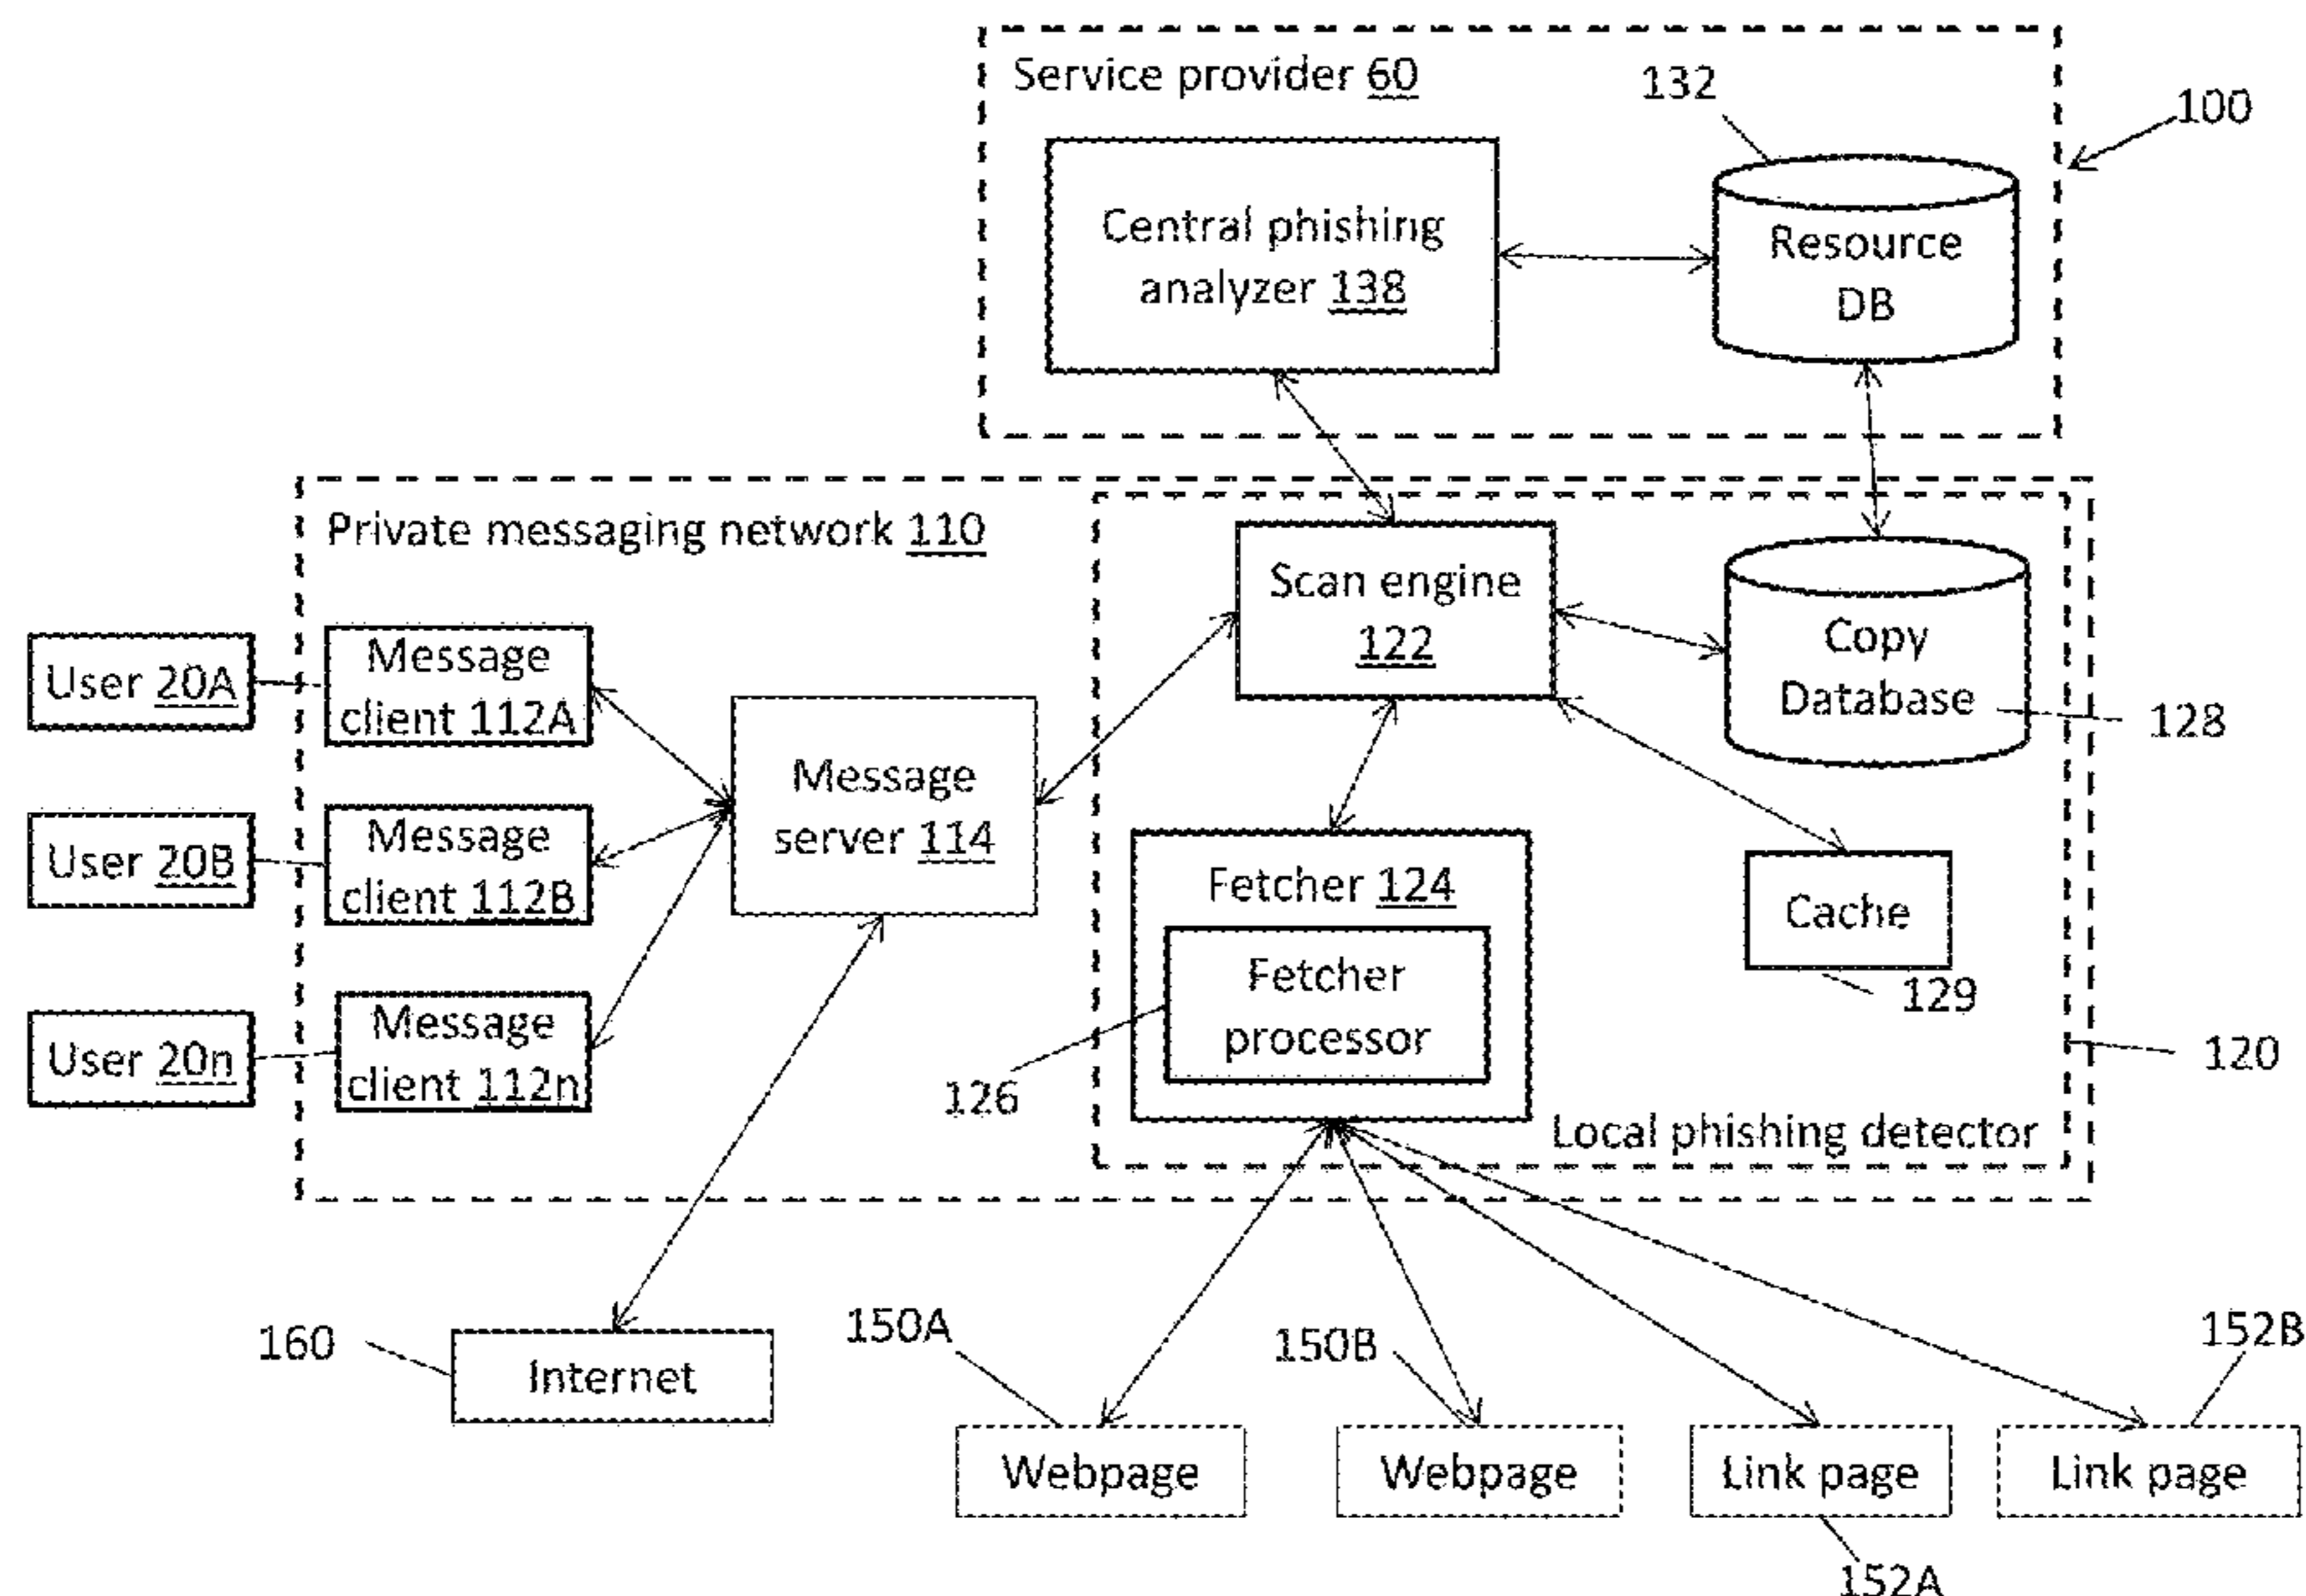 Service provider 60
132
100
Central phishing
analyzer 138
Resource
DB
Private messaging network 110
Scan engine
122
Copy
Database
128
User 20A
Message
client 112A
Message
server 114
User 20B
Message
client 112B
Fetcher 124
Cache
129
Fetcher
processor
126
User 20n
Message
client 112n
120
Local phishing detector
160
Internet
150A
150B
152B
Webpage
Webpage
Link page
Link page
152A